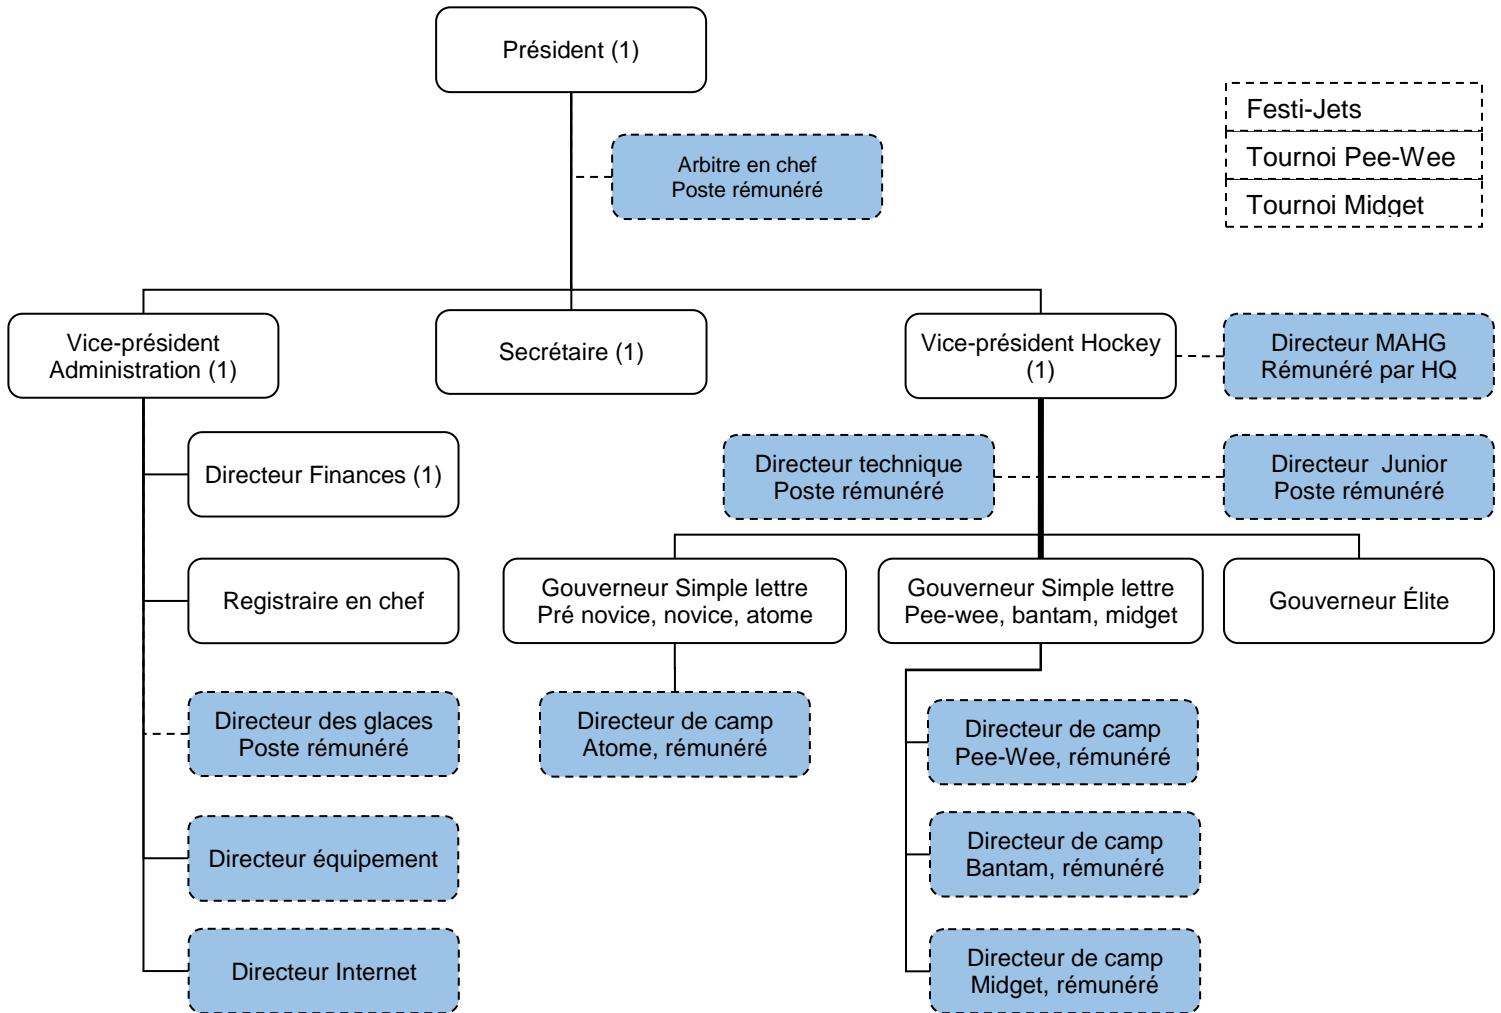 Président (1)
Arbitre en chef
Poste rémunéré
Festi-Jets
Tournoi Pee-Wee
Tournoi Midget
Vice-président
Administration (1)
Secrétaire (1)
Vice-président Hockey
(1)
Directeur MAHG
Rémunéré par HQ
Directeur Finances (1)
Directeur technique
Poste rémunéré
Directeur Junior
Poste rémunéré
Registraire en chef
Gouverneur Simple lettre
Pré novice, novice, atome
Gouverneur Simple lettre
Pee-wee, bantam, midget
Gouverneur Élite
Directeur des glaces
Poste rémunéré
Directeur de camp
Atome, rémunéré
Directeur de camp
Pee-Wee, rémunéré
Directeur équipement
Directeur de camp
Bantam, rémunéré
Directeur Internet
Directeur de camp
Midget, rémunéré